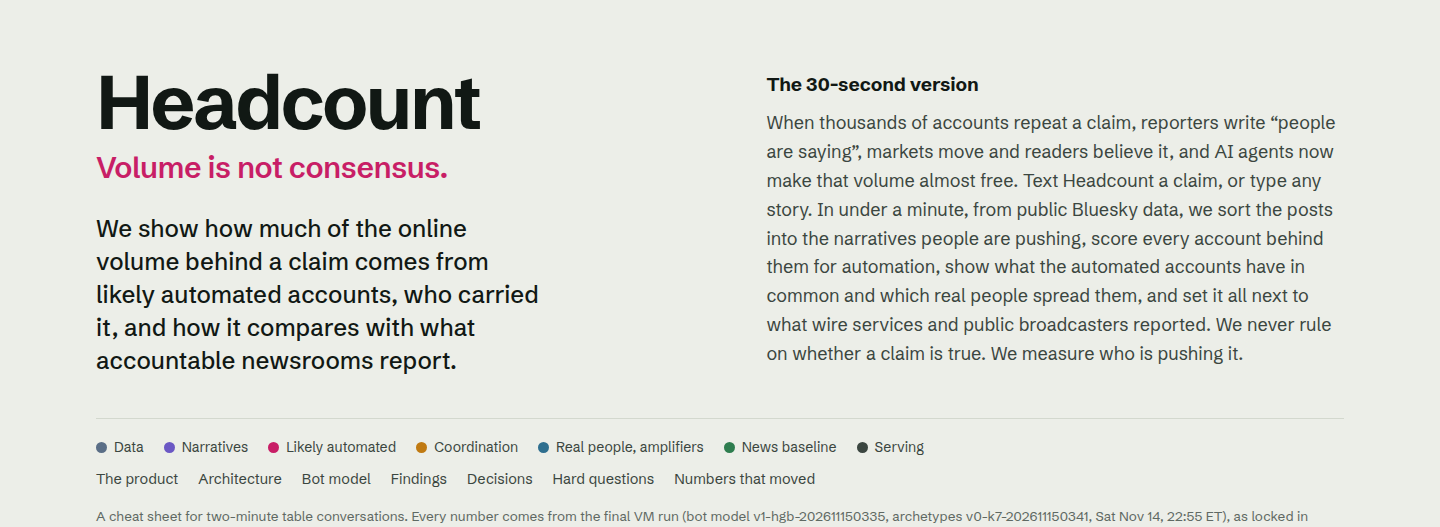 Headcount
Volume is not consensus.
We show how much of the online
volume behind a claim comes from
likely automated accounts, who carried
it, and how it compares with what
accountable newsrooms report.
The 30-second version
When thousands of accounts repeat a claim, reporters write “people
are saying”, markets move and readers believe it, and AI agents now
make that volume almost free. Text Headcount a claim, or type any
story. In under a minute, from public Bluesky data, we sort the posts
into the narratives people are pushing, score every account behind
them for automation, show what the automated accounts have in
common and which real people spread them, and set it all next to
what wire services and public broadcasters reported. We never rule
on whether a claim is true. We measure who is pushing it.
Data Narratives Likely automated Coordination Real people, amplifiers News baseline Serving
The product Architecture Bot model Findings Decisions Hard questions Numbers that moved
A cheat sheet for two-minute table conversations. Every number comes from the final VM run (bot model v1-hgb-202611150335, archetypes v0-k7-202611150341, Sat Nov 14, 22:55 ET), as locked in